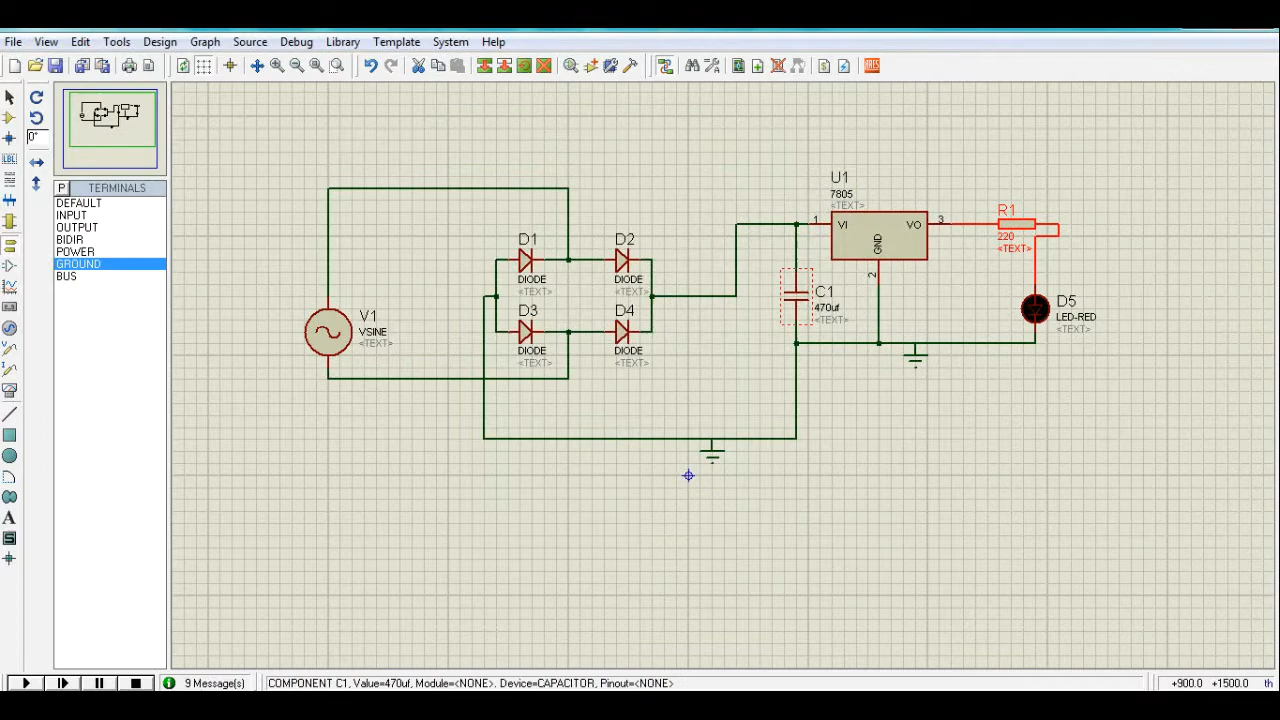 File View Edit Tools Design Graph Source Debug Library Template System Help
0°
P TERMINALS
DEFAULT
INPUT
OUTPUT
BIDIR
POWER
GROUND
BUS
LBL
A
S
ARES
V1
VSINE
<TEXT>
D1
DIODE
<TEXT>
D2
DIODE
<TEXT>
D3
DIODE
<TEXT>
D4
DIODE
<TEXT>
C1
470uf
<TEXT>
U1
7805
<TEXT>
1 VI VO 3
GND
2
R1
220
<TEXT>
D5
LED-RED
<TEXT>
9 Message(s) COMPONENT C1, Value=470uf, Module=<NONE>, Device=CAPACITOR, Pinout=<NONE> +900.0 +1500.0 th